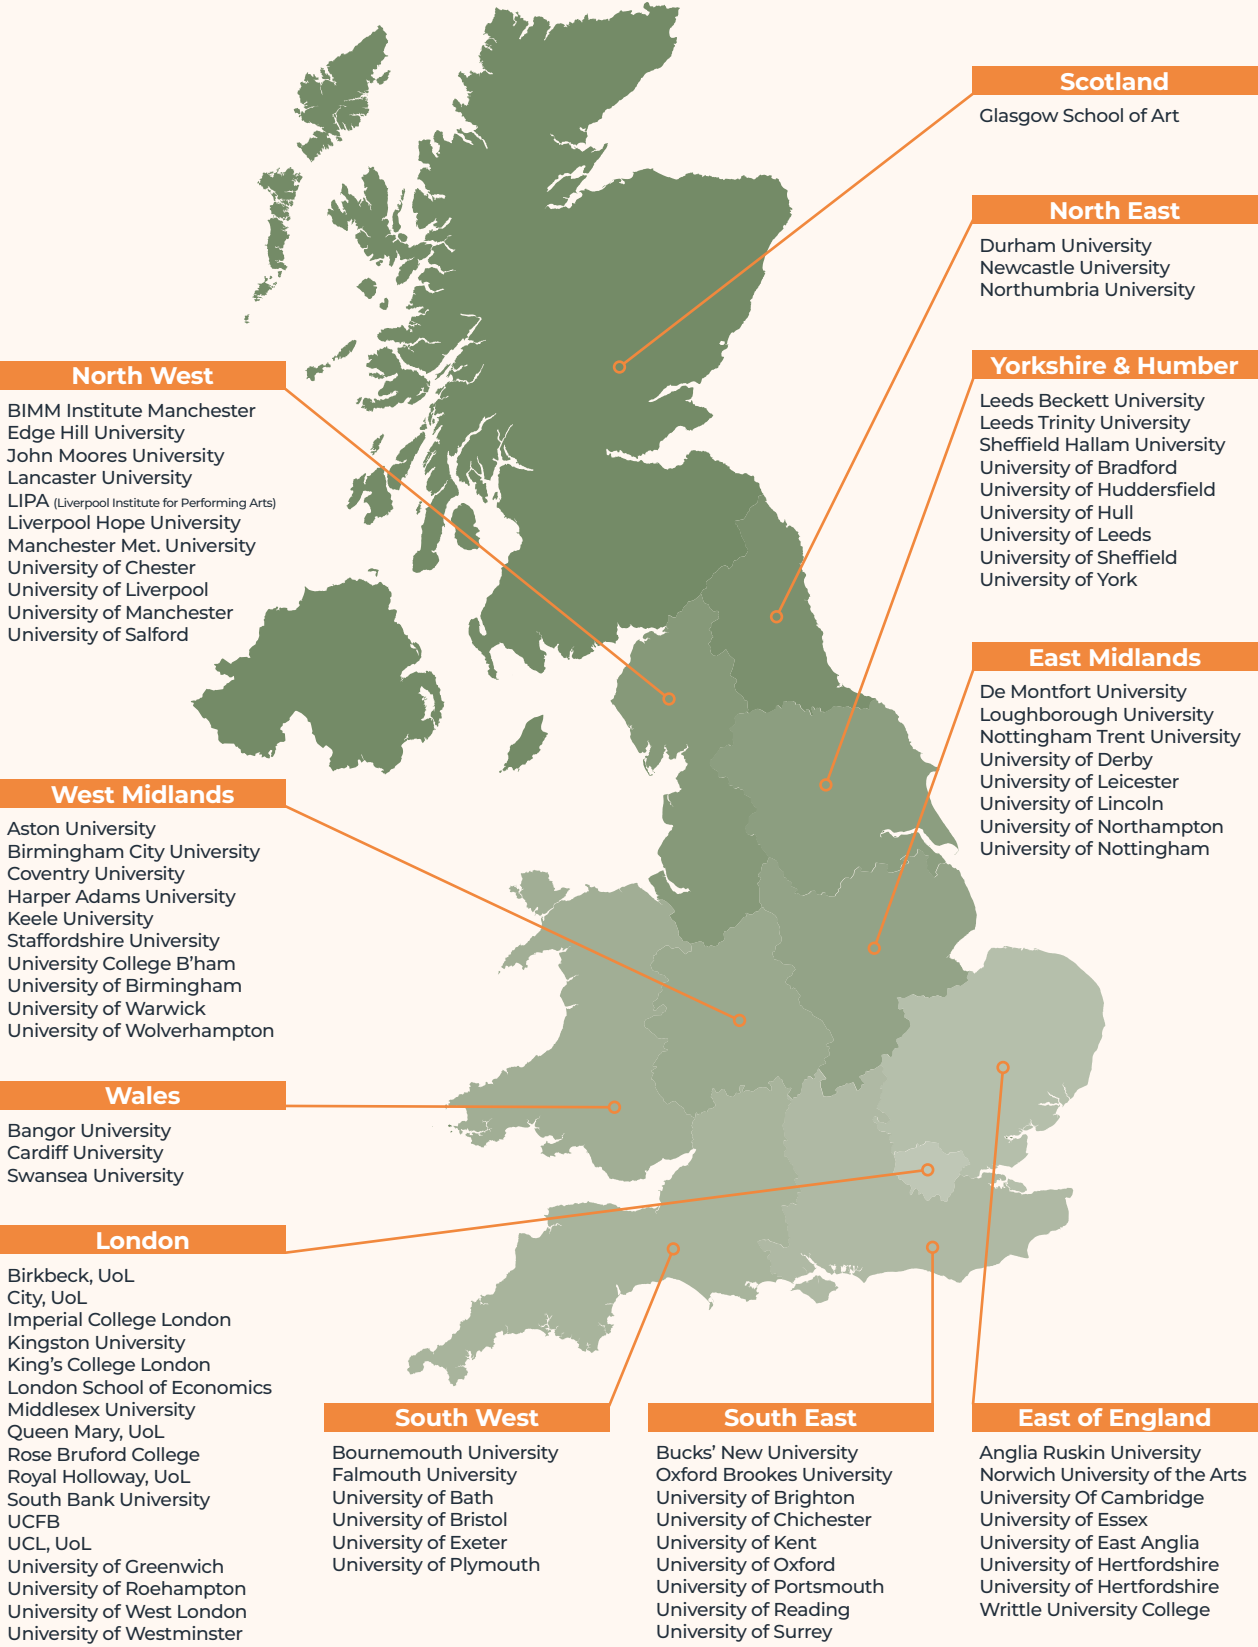 Scotland
Glasgow School of Art
North East
Durham University
Newcastle University
Northumbria University
North West
BIMM Institute Manchester
Edge Hill University
John Moores University
Lancaster University
LIPA (Liverpool Institute for Performing Arts)
Liverpool Hope University
Manchester Met. University
University of Chester
University of Liverpool
University of Manchester
University of Salford
Yorkshire & Humber
Leeds Beckett University
Leeds Trinity University
Sheffield Hallam University
University of Bradford
University of Huddersfield
University of Hull
University of Leeds
University of Sheffield
University of York
East Midlands
De Montfort University
Loughborough University
Nottingham Trent University
University of Derby
University of Leicester
University of Lincoln
University of Northampton
University of Nottingham
West Midlands
Aston University
Birmingham City University
Coventry University
Harper Adams University
Keele University
Staffordshire University
University College B'ham
University of Birmingham
University of Warwick
University of Wolverhampton
Wales
Bangor University
Cardiff University
Swansea University
London
Birkbeck, UoL
City, UoL
Imperial College London
Kingston University
King's College London
London School of Economics
Middlesex University
Queen Mary, UoL
Rose Bruford College
Royal Holloway, UoL
South Bank University
UCFB
UCL, UoL
University of Greenwich
University of Roehampton
University of West London
University of Westminster
South West
Bournemouth University
Falmouth University
University of Bath
University of Bristol
University of Exeter
University of Plymouth
South East
Bucks' New University
Oxford Brookes University
University of Brighton
University of Chichester
University of Kent
University of Oxford
University of Portsmouth
University of Reading
University of Surrey
East of England
Anglia Ruskin University
Norwich University of the Arts
University Of Cambridge
University of Essex
University of East Anglia
University of Hertfordshire
University of Hertfordshire
Writtle University College